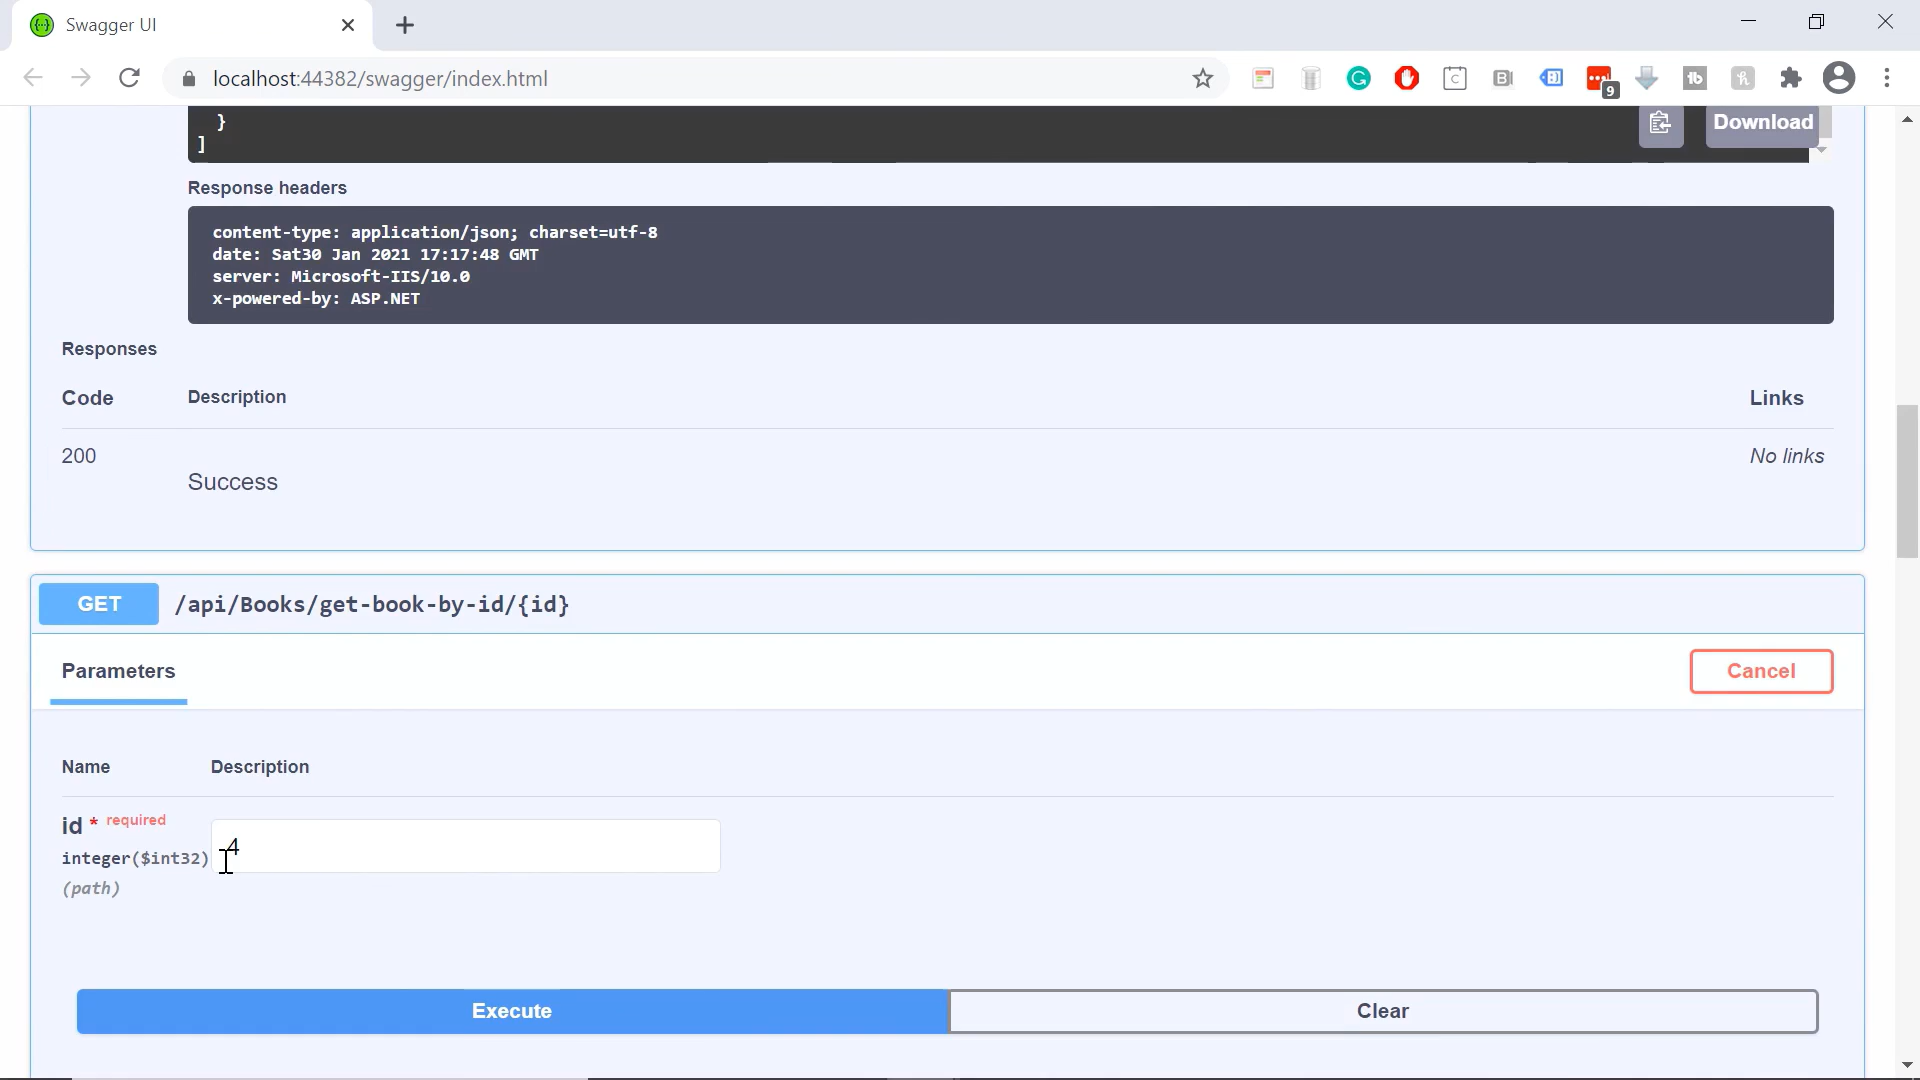 Swagger UI
localhost:44382/swagger/index.html
9
}
]
Download
Response headers
content-type: application/json; charset=utf-8
date: Sat30 Jan 2021 17:17:48 GMT
server: Microsoft-IIS/10.0
x-powered-by: ASP.NET
Responses
Code Description Links
200 No links
Success
GET /api/Books/get-book-by-id/{id}
Parameters Cancel
Name Description
id * required
4
integer($int32)
(path)
Execute Clear